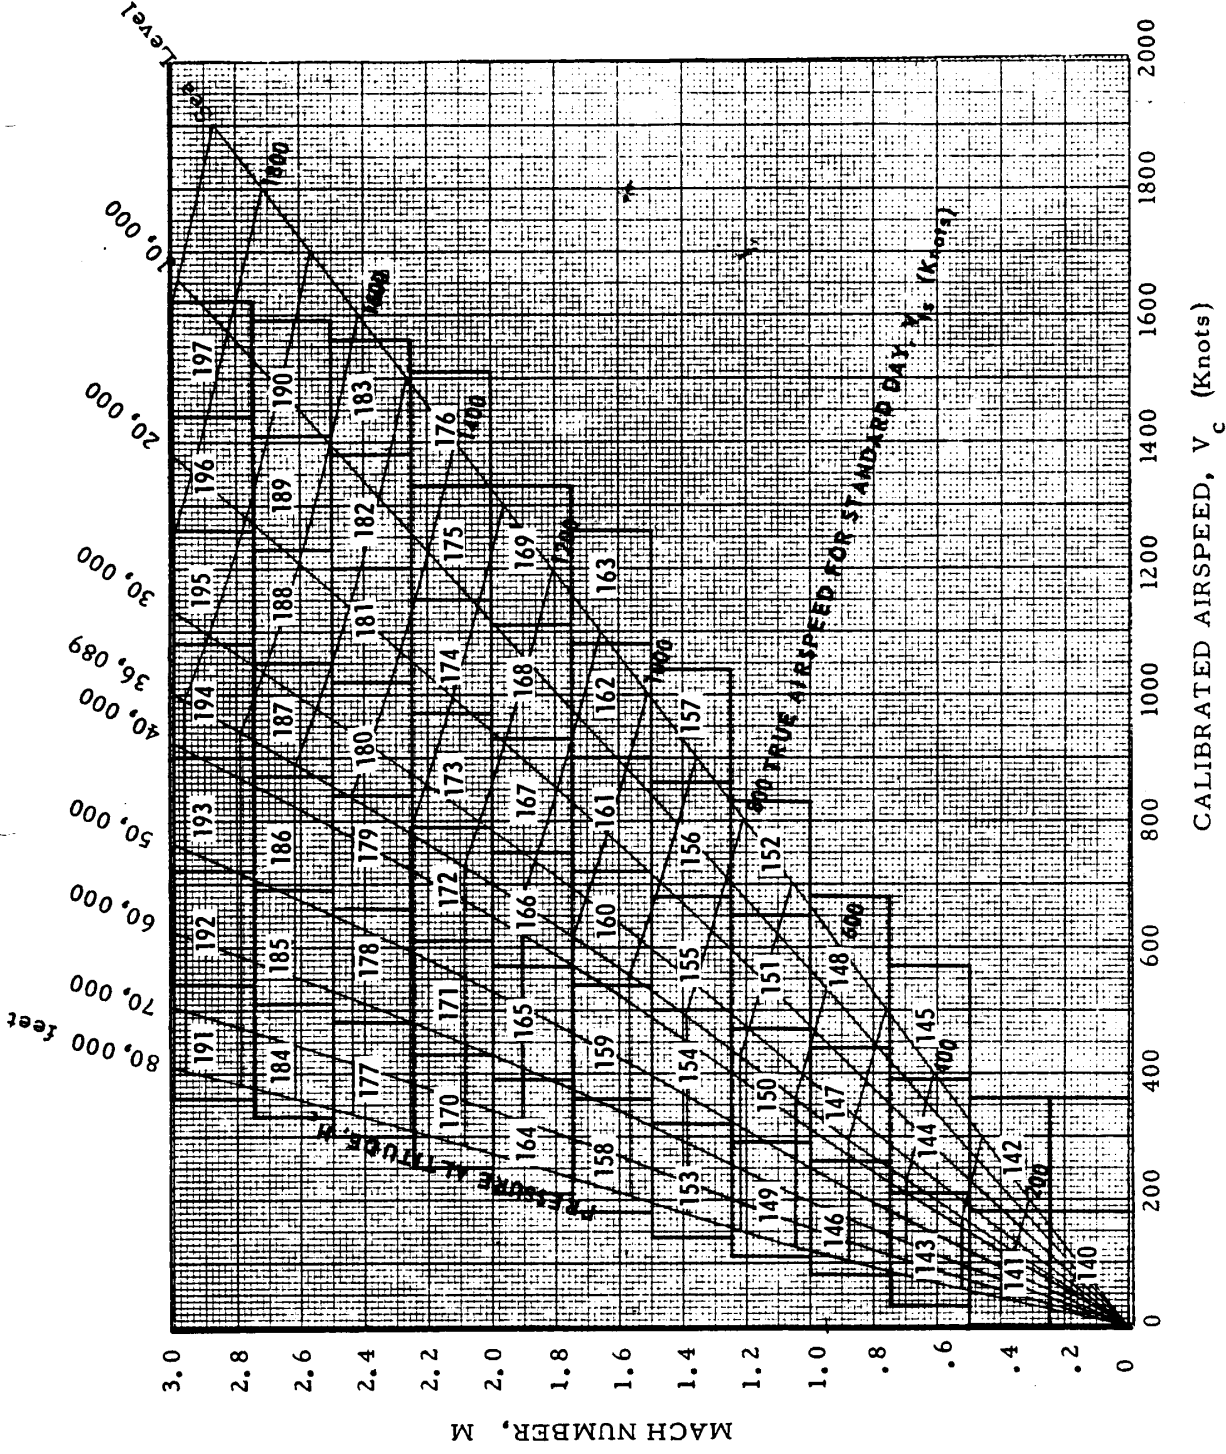 Level
Sea
10,000
20,000
30,000
36,089
40,000
50,000
60,000
70,000
80,000 feet
PRESSURE ALTITUDE, H
TRUE AIRSPEED FOR STANDARD DAY, (Knots)
200
400
600
800
1000
1200
1400
1600
1800
191 192 193 194 195 196 197
184 185 186 187 188 189 190
177 178 179 180 181 182 183
170 171 172 173 174 175 176
164 165 166 167 168 169
158 159 160 161 162 163
153 154 155 156 157
149 150 151 152
146 147 148
143 144 145
141 142
140
3.0
2.8
2.6
2.4
2.2
2.0
1.8
1.6
1.4
1.2
1.0
.8
.6
.4
.2
0
MACH NUMBER, M
0 200 400 600 800 1000 1200 1400 1600 1800 2000
CALIBRATED AIRSPEED, Vc (Knots)